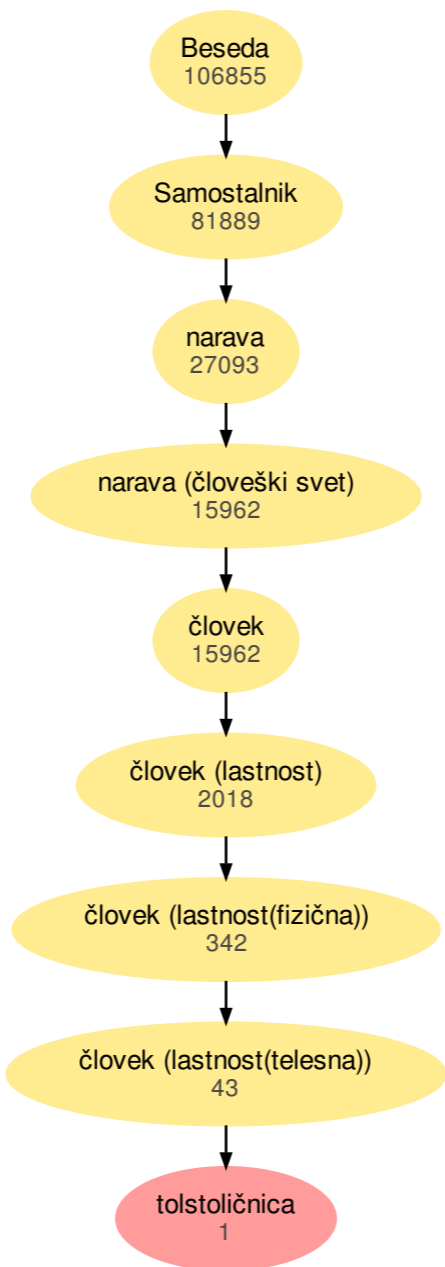 Beseda
106855
Samostalnik
81889
narava
27093
narava (človeški svet)
15962
človek
15962
človek (lastnost)
2018
človek (lastnost(fizična))
342
človek (lastnost(telesna))
43
tolstoličnica
1